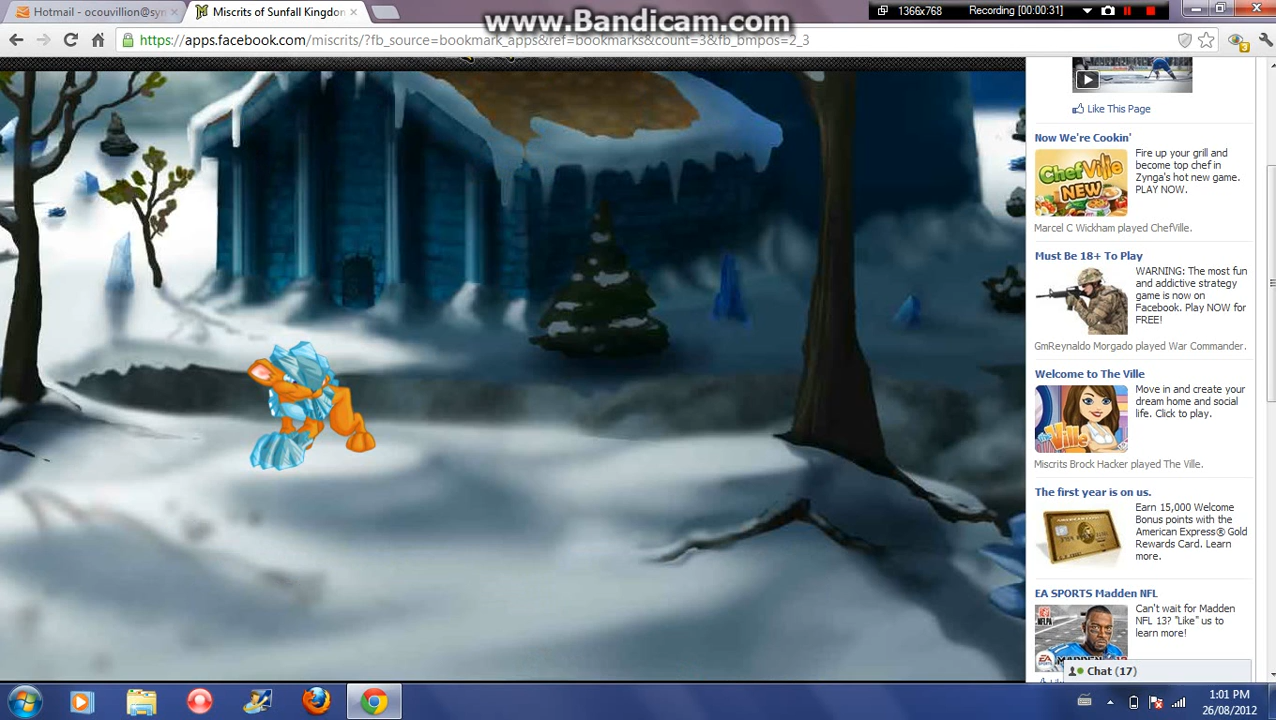 www.Bandicam.com
1366x768
Recording [00:00:31]
Hotmail - ocouvillion@syn
Miscrits of Sunfall Kingdon
https://apps.facebook.com/miscrits/?fb_source=bookmark_apps&ref=bookmarks&count=3&fb_bmpos=2_3
3
Like This Page
Now We're Cookin'
ChefVille
NEW
Fire up your grill and
become top chef in
Zynga's hot new game.
PLAY NOW.
Marcel C Wickham played ChefVille.
Must Be 18+ To Play
WARNING: The most fun
and addictive strategy
game is now on
Facebook. Play NOW for
FREE!
GmReynaldo Morgado played War Commander.
Welcome to The Ville
the Ville
Move in and create your
dream home and social
life. Click to play.
Miscrits Brock Hacker played The Ville.
The first year is on us.
Earn 15,000 Welcome
Bonus points with the
American Express® Gold
Rewards Card. Learn
more.
EA SPORTS Madden NFL
Can't wait for Madden
NFL 13? "Like" us to
learn more!
Chat (17)
1:01 PM
26/08/2012